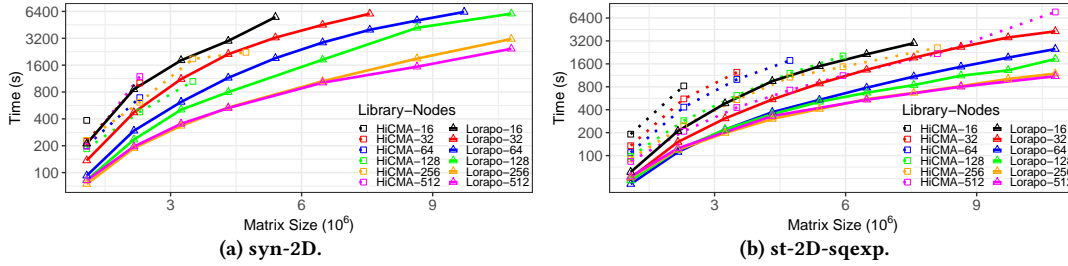 6400
3200
1600
800
400
200
100
Time (s)
Library−Nodes
HiCMA−16 Lorapo−16
HiCMA−32 Lorapo−32
HiCMA−64 Lorapo−64
HiCMA−128 Lorapo−128
HiCMA−256 Lorapo−256
HiCMA−512 Lorapo−512
3 6 9
Matrix Size (10⁶)
(a) syn-2D.
6400
3200
1600
800
400
200
100
Time (s)
Library−Nodes
HiCMA−16 Lorapo−16
HiCMA−32 Lorapo−32
HiCMA−64 Lorapo−64
HiCMA−128 Lorapo−128
HiCMA−256 Lorapo−256
HiCMA−512 Lorapo−512
3 6 9
Matrix Size (10⁶)
(b) st-2D-sqexp.